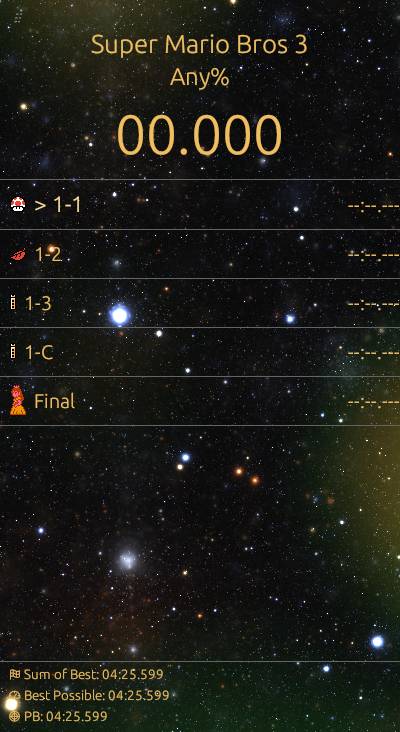 Super Mario Bros 3
Any%
00.000
> 1-1 --:--.---
1-2 --:--.---
1-3 --:--.---
1-C --:--.---
Final --:--.---
Sum of Best: 04:25.599
Best Possible: 04:25.599
PB: 04:25.599